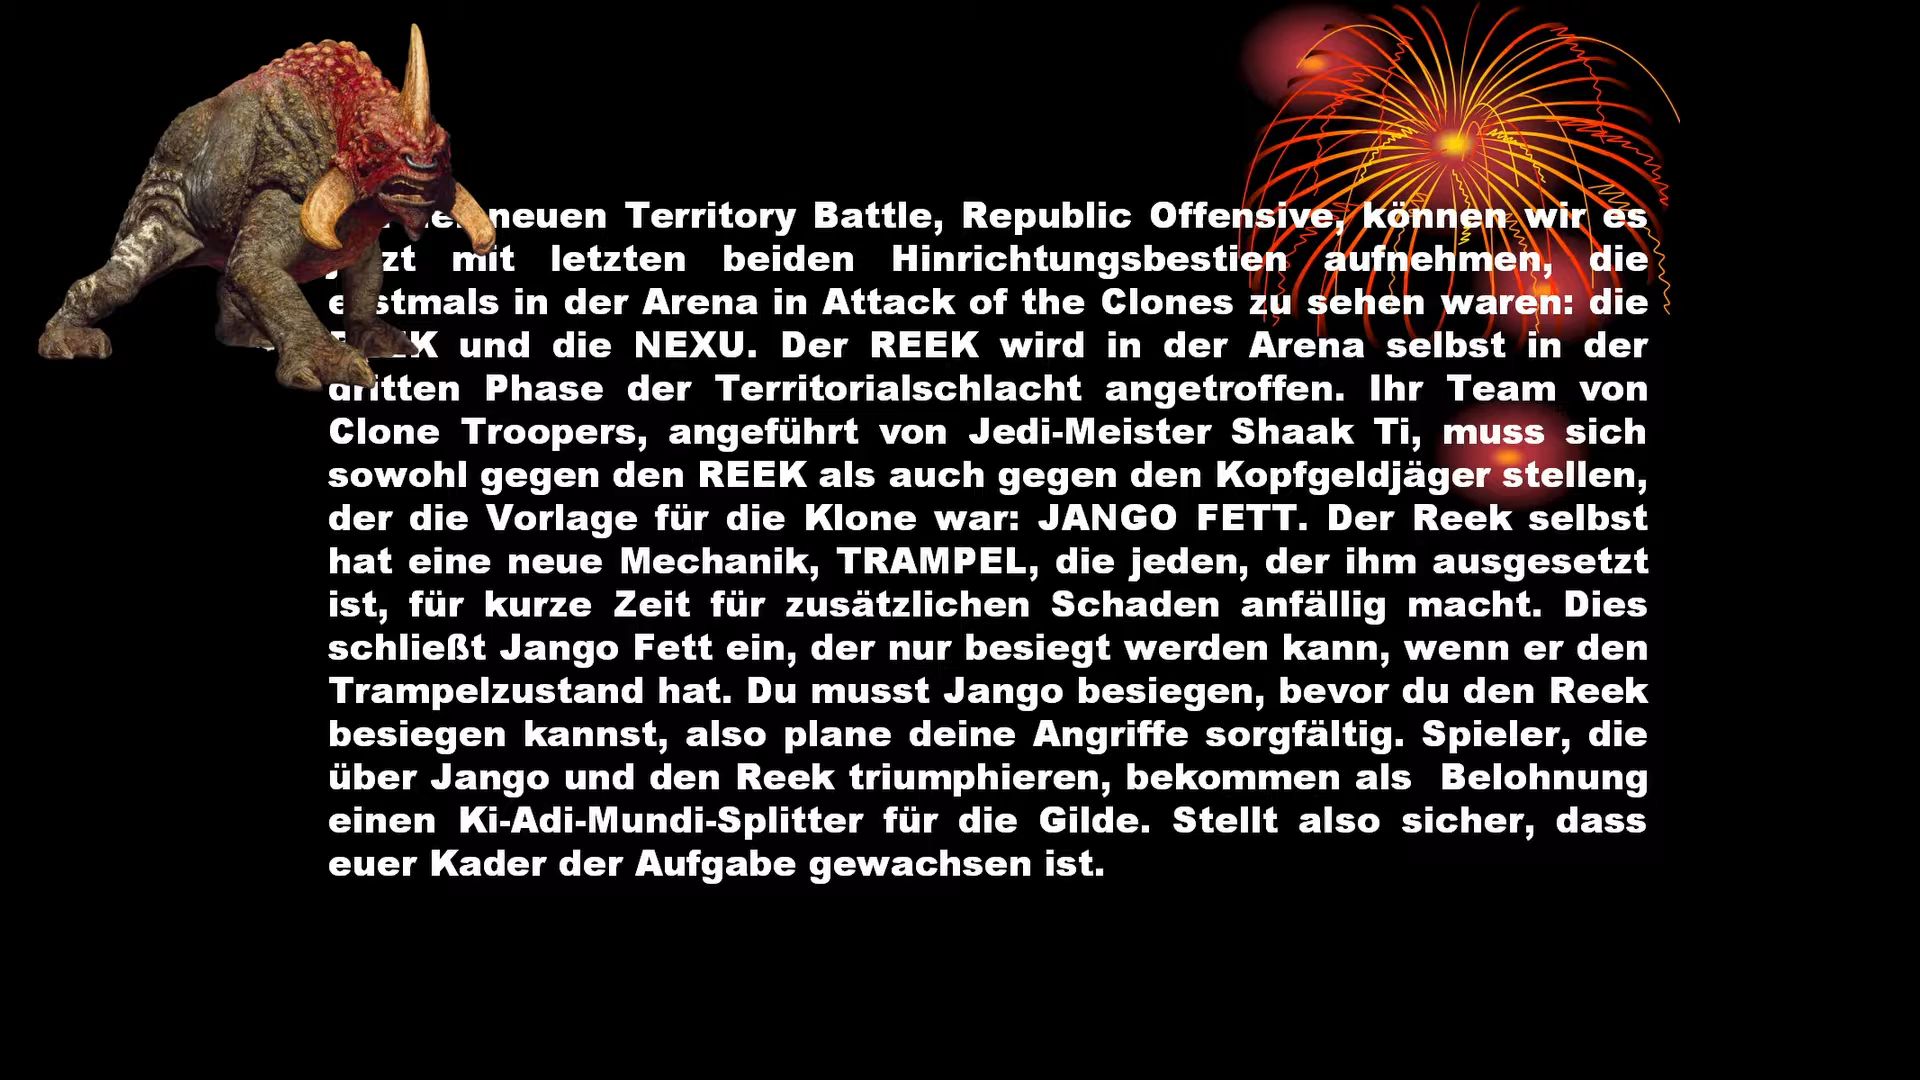 neuen Territory Battle, Republic Offensive, können wir es
mit letzten beiden Hinrichtungsbestien aufnehmen, die
erstmals in der Arena in Attack of the Clones zu sehen waren: die
und die NEXU. Der REEK wird in der Arena selbst in der
dritten Phase der Territorialschlacht angetroffen. Ihr Team von
Clone Troopers, angeführt von Jedi-Meister Shaak Ti, muss sich
sowohl gegen den REEK als auch gegen den Kopfgeldjäger stellen,
der die Vorlage für die Klone war: JANGO FETT. Der Reek selbst
hat eine neue Mechanik, TRAMPEL, die jeden, der ihm ausgesetzt
ist, für kurze Zeit für zusätzlichen Schaden anfällig macht. Dies
schließt Jango Fett ein, der nur besiegt werden kann, wenn er den
Trampelzustand hat. Du musst Jango besiegen, bevor du den Reek
besiegen kannst, also plane deine Angriffe sorgfältig. Spieler, die
über Jango und den Reek triumphieren, bekommen als Belohnung
einen Ki-Adi-Mundi-Splitter für die Gilde. Stellt also sicher, dass
euer Kader der Aufgabe gewachsen ist.